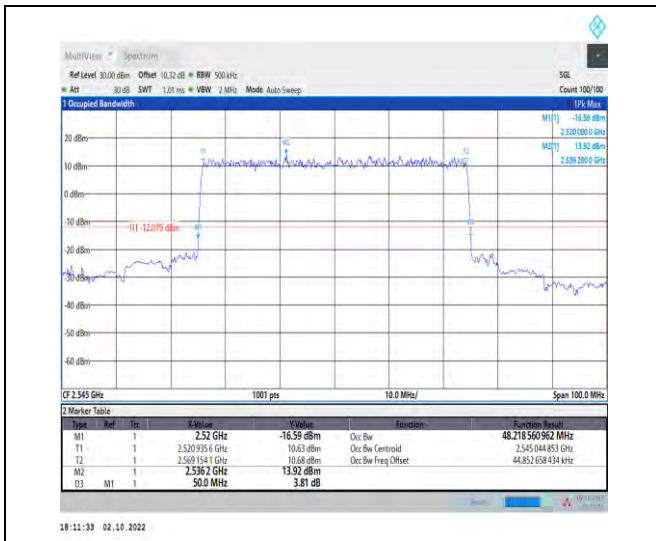 MultiView Spectrum
Ref Level 30.00 dBm Offset 10.32 dB RBW 500 kHz SGL
Att 30 dB SWT 1.01 ms VBW 2 MHz Mode Auto Sweep Count 100/100
1 Occupied Bandwidth 1Pk Max
M1[1] -16.59 dBm
2.520 000 0 GHz
M2[1] 13.92 dBm
2.536 200 0 GHz
20 dBm
M2
T1 T2
10 dBm
0 dBm
-10 dBm
H1 -12.079 dBm M1
-20 dBm
-30 dBm
-40 dBm
-50 dBm
-60 dBm
CF 2.545 GHz 1001 pts 10.0 MHz/ Span 100.0 MHz
2 Marker Table
Type Ref Trc X-Value Y-Value Function Function Result
M1 1 2.52 GHz -16.59 dBm Occ Bw 48.218 560 962 MHz
T1 1 2.520 935 6 GHz 10.63 dBm Occ Bw Centroid 2.545 044 853 GHz
T2 1 2.569 154 1 GHz 10.68 dBm Occ Bw Freq Offset 44.852 658 434 kHz
M2 1 2.536 2 GHz 13.92 dBm
D3 M1 1 50.0 MHz 3.81 dB
18:11:33 02.10.2022